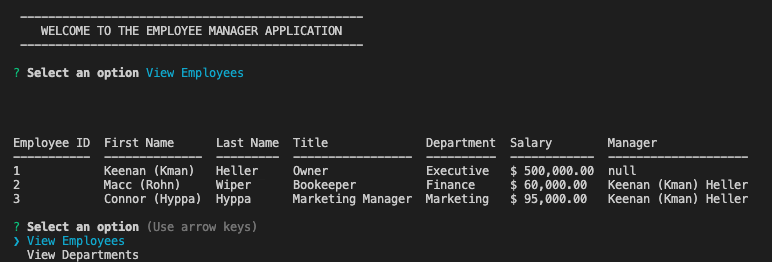 WELCOME TO THE EMPLOYEE MANAGER APPLICATION
? Select an option View Employees
Employee ID  First Name      Last Name  Title              Department  Salary        Manager
1            Keenan (Kman)   Heller     Owner              Executive   $ 500,000.00  null
2            Macc (Rohn)     Wiper      Bookeeper          Finance     $ 60,000.00   Keenan (Kman) Heller
3            Connor (Hyppa)  Hyppa      Marketing Manager  Marketing   $ 95,000.00   Keenan (Kman) Heller
? Select an option (Use arrow keys)
❯ View Employees
View Departments